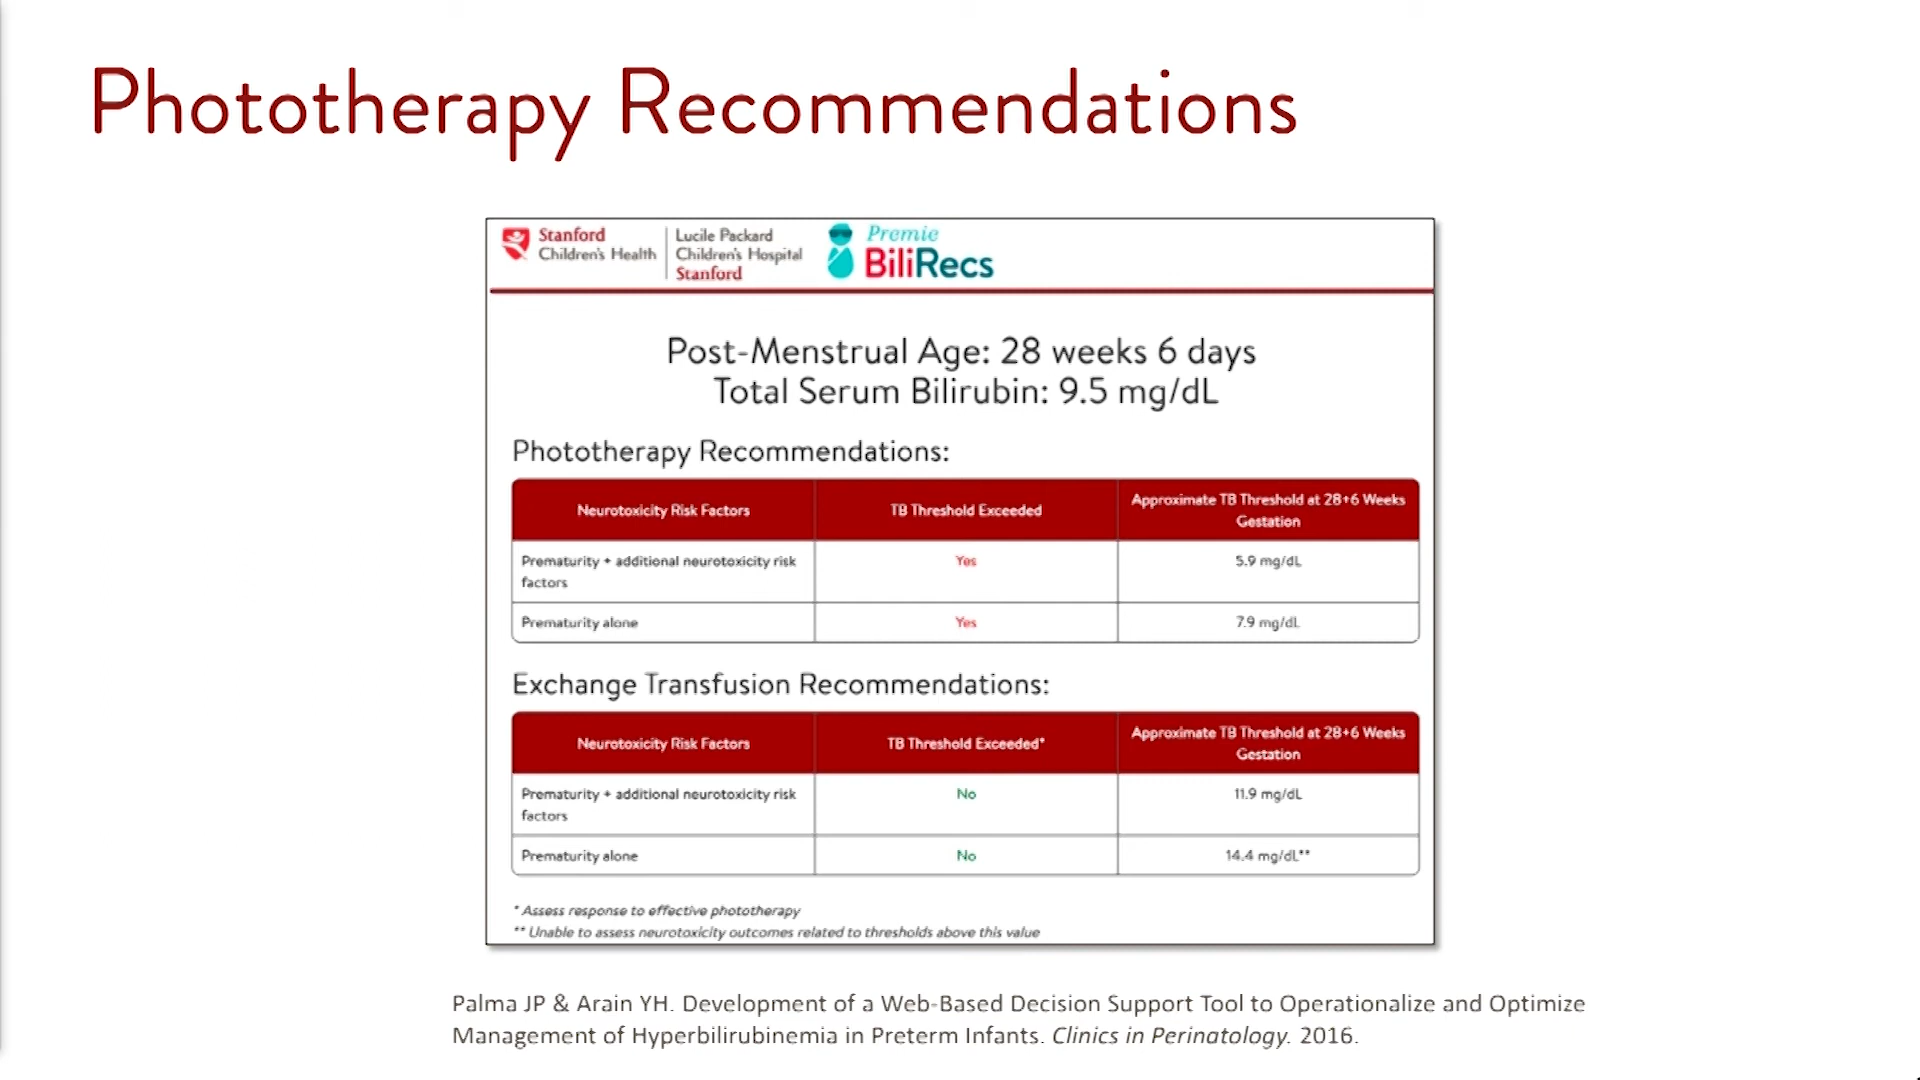 Phototherapy Recommendations
Stanford
Children's Health
Lucile Packard
Children's Hospital
Stanford
Premie
BiliRecs
Post-Menstrual Age: 28 weeks 6 days
Total Serum Bilirubin: 9.5 mg/dL
Phototherapy Recommendations:
Neurotoxicity Risk Factors
TB Threshold Exceeded
Approximate TB Threshold at 28+6 Weeks
Gestation
Prematurity + additional neurotoxicity risk
factors
Yes
5.9 mg/dL
Prematurity alone
Yes
7.9 mg/dL
Exchange Transfusion Recommendations:
Neurotoxicity Risk Factors
TB Threshold Exceeded*
Approximate TB Threshold at 28+6 Weeks
Gestation
Prematurity + additional neurotoxicity risk
factors
No
11.9 mg/dL
Prematurity alone
No
14.4 mg/dL**
* Assess response to effective phototherapy
** Unable to assess neurotoxicity outcomes related to thresholds above this value
Palma JP & Arain YH. Development of a Web-Based Decision Support Tool to Operationalize and Optimize
Management of Hyperbilirubinemia in Preterm Infants. Clinics in Perinatology. 2016.